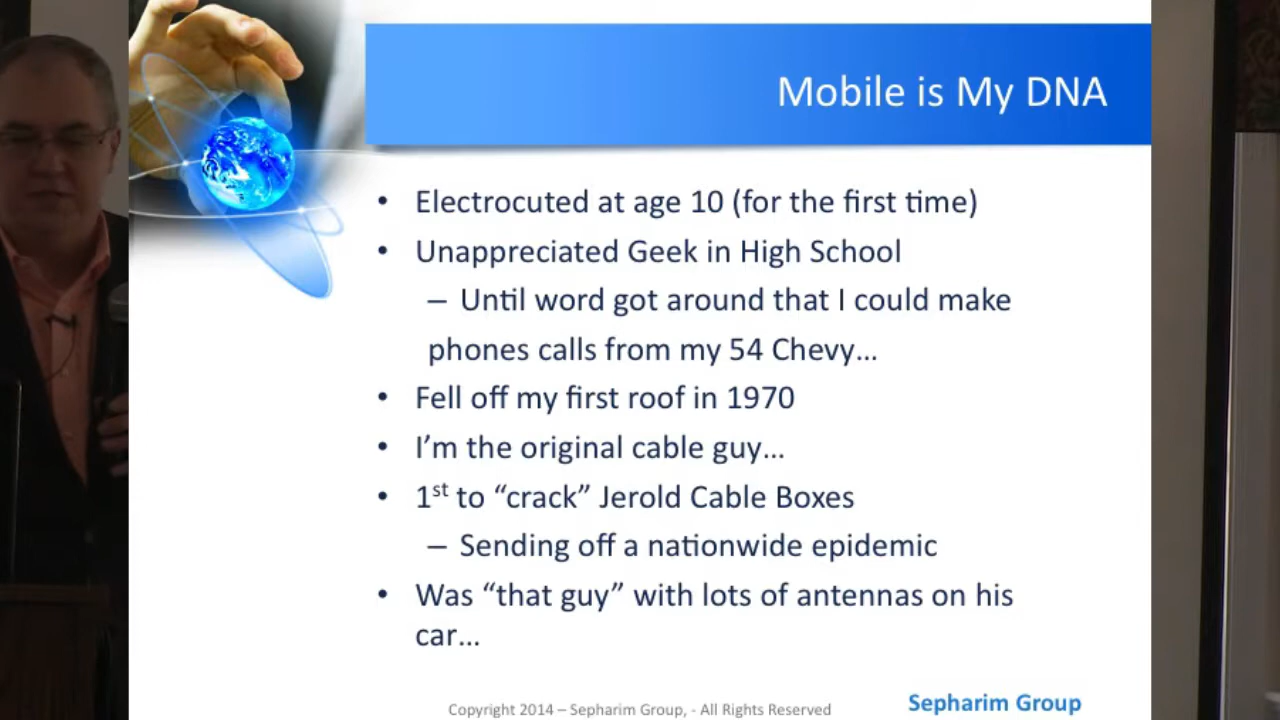 Mobile is My DNA
• Electrocuted at age 10 (for the first time)
• Unappreciated Geek in High School
– Until word got around that I could make
phones calls from my 54 Chevy…
• Fell off my first roof in 1970
• I'm the original cable guy…
• 1st to “crack” Jerold Cable Boxes
– Sending off a nationwide epidemic
• Was “that guy” with lots of antennas on his
car…
Copyright 2014 – Sepharim Group, - All Rights Reserved
Sepharim Group